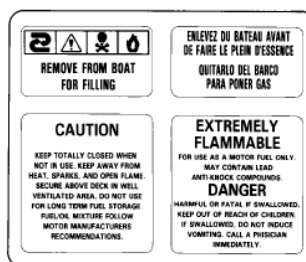 REMOVE FROM BOAT
FOR FILLING
ENLEVEZ DU BATEAU AVANT
DE FAIRE LE PLEIN D'ESSENCE
QUITARLO DEL BARCO
PARA PONER GAS
CAUTION
KEEP TOTALLY CLOSED WHEN
NOT IN USE. KEEP AWAY FROM
HEAT, SPARKS, AND OPEN FLAME.
SECURE ABOVE DECK IN WELL
VENTILATED AREA. DO NOT USE
FOR LONG TERM FUEL STORAGE.
FUEL/OIL MIXTURE FOLLOW
MOTOR MANUFACTURERS
RECOMMENDATIONS.
EXTREMELY
FLAMMABLE
FOR USE AS A MOTOR FUEL ONLY.
MAY CONTAIN LEAD
ANTI-KNOCK COMPOUNDS.
DANGER
HARMFUL OR FATAL IF SWALLOWED.
KEEP OUT OF REACH OF CHILDREN.
IF SWALLOWED, DO NOT INDUCE
VOMITING. CALL A PHISICIAN
IMMEDIATELY.